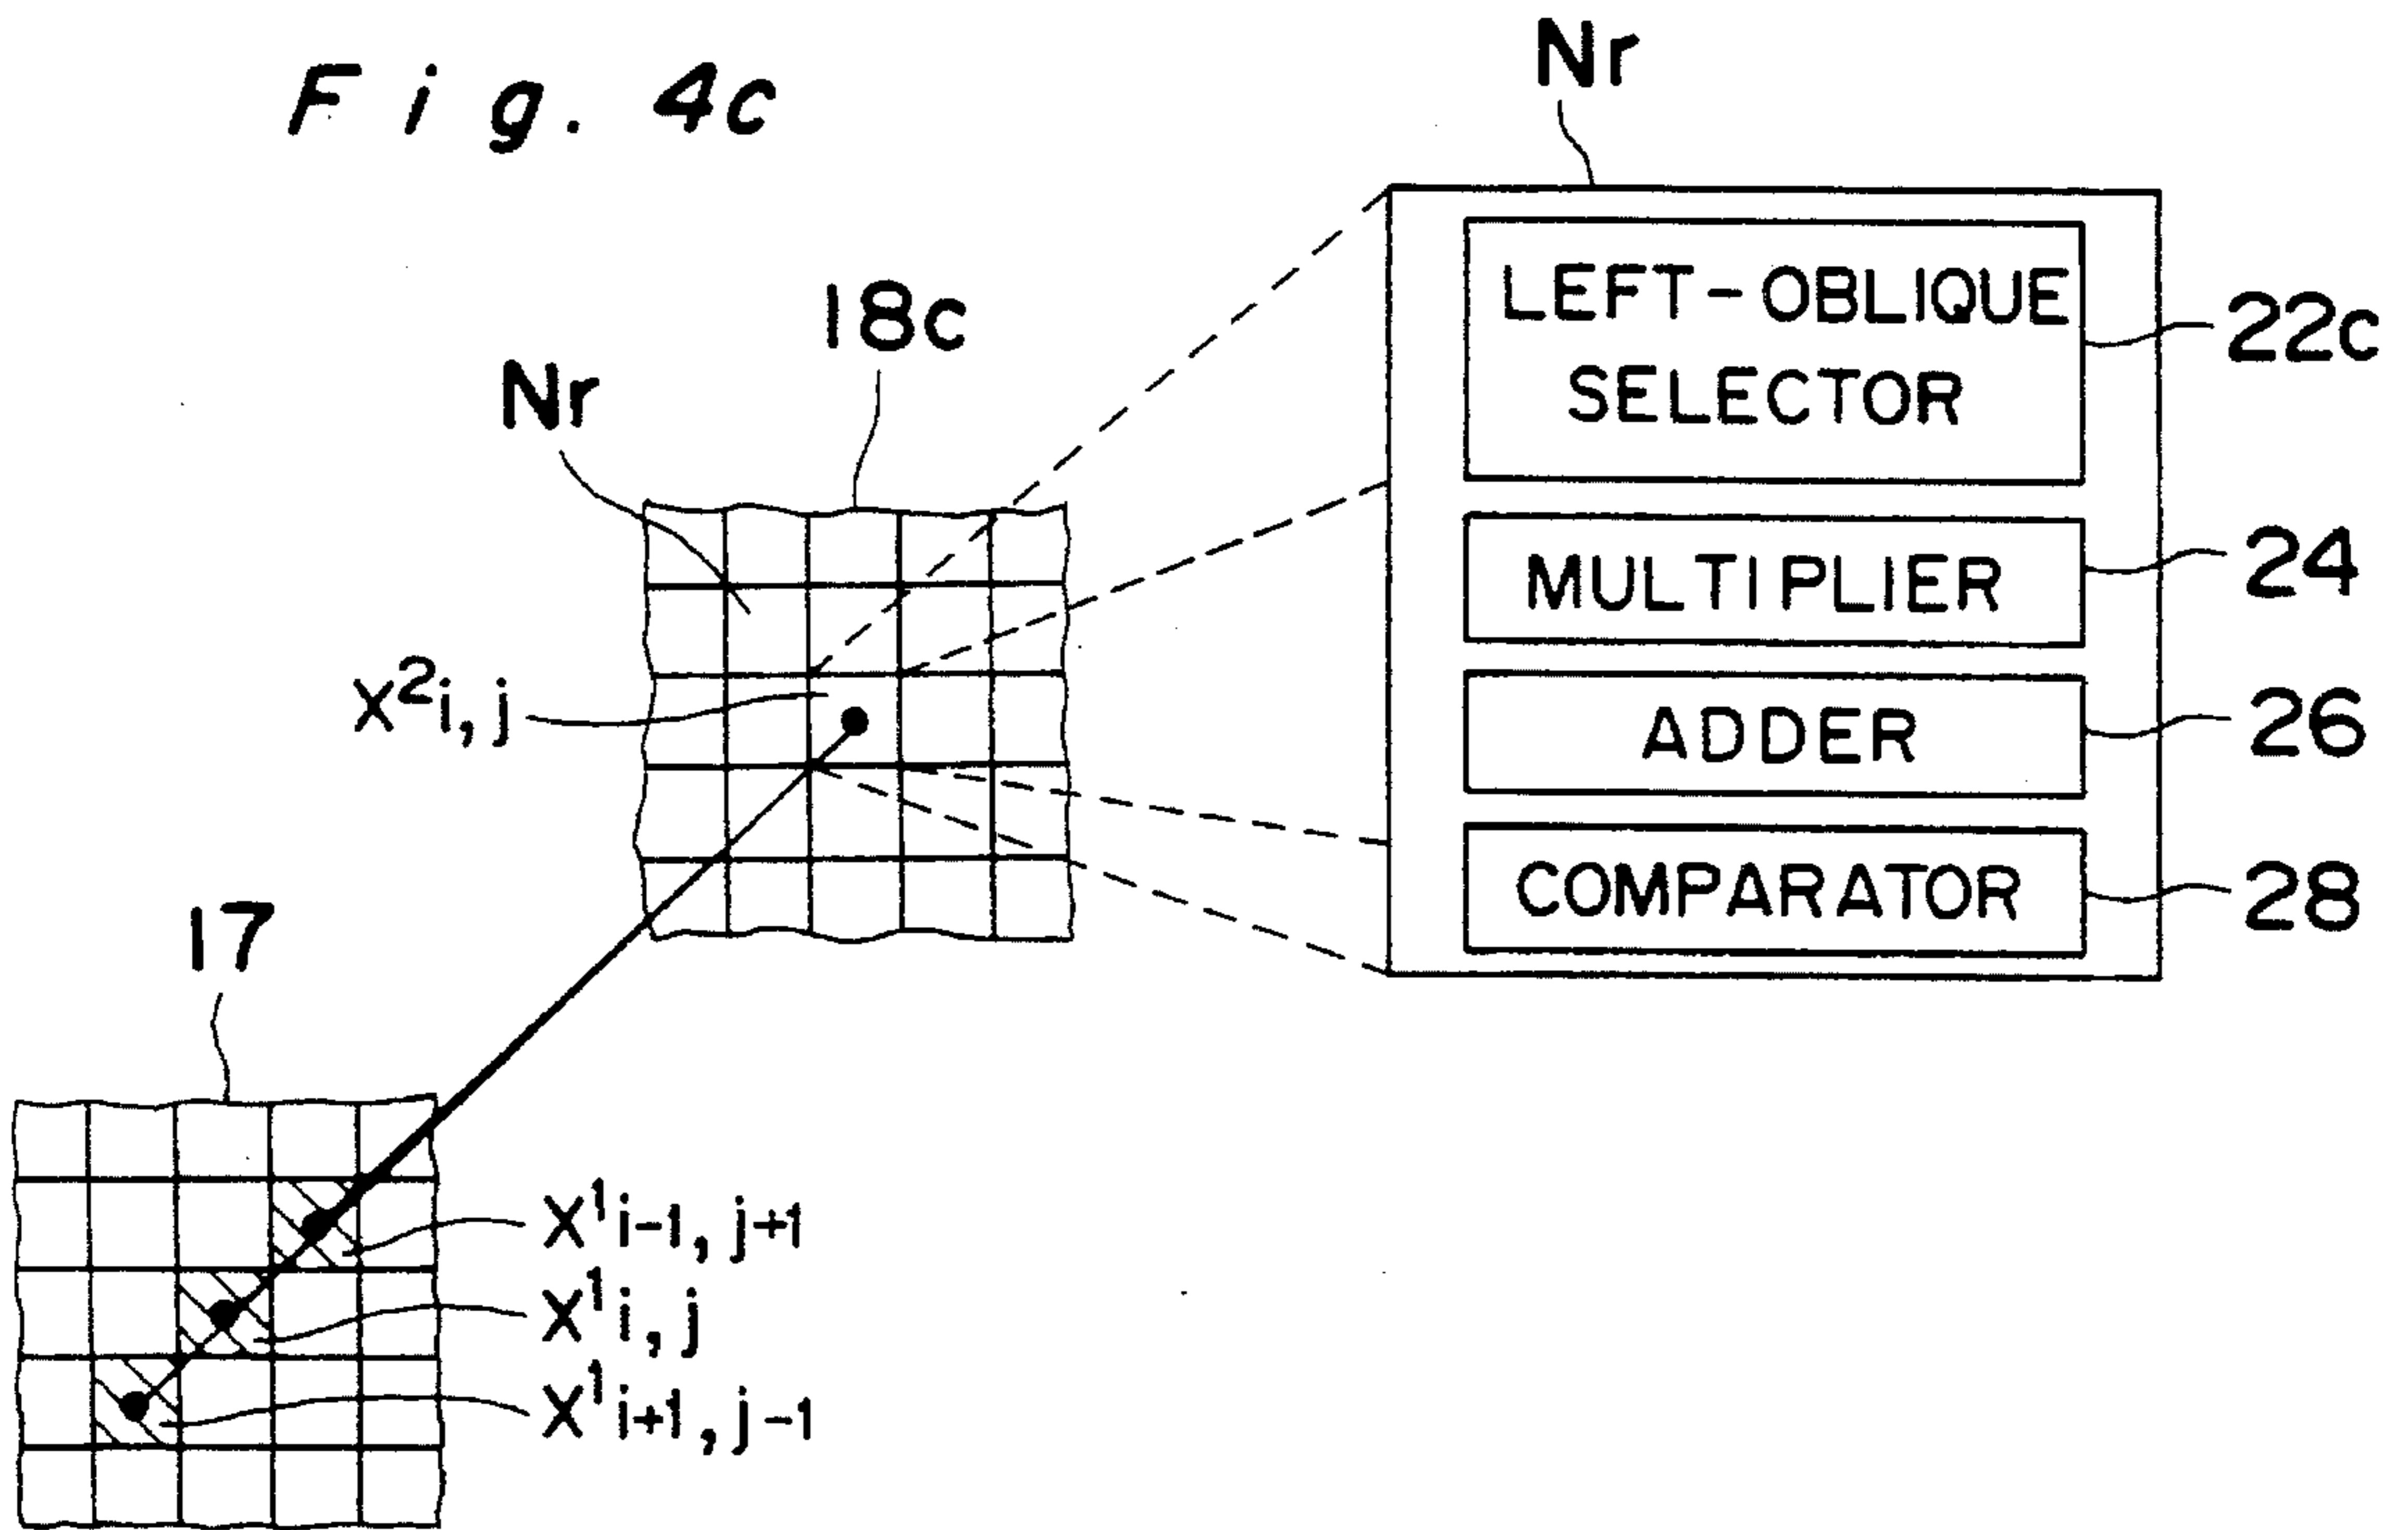 Fig. 4c
Nr
LEFT-OBLIQUE
SELECTOR
22c
MULTIPLIER
24
ADDER
26
COMPARATOR
28
18c
Nr
X²i,j
17
X¹i-1,j+1
X¹i,j
X¹i+1,j-1